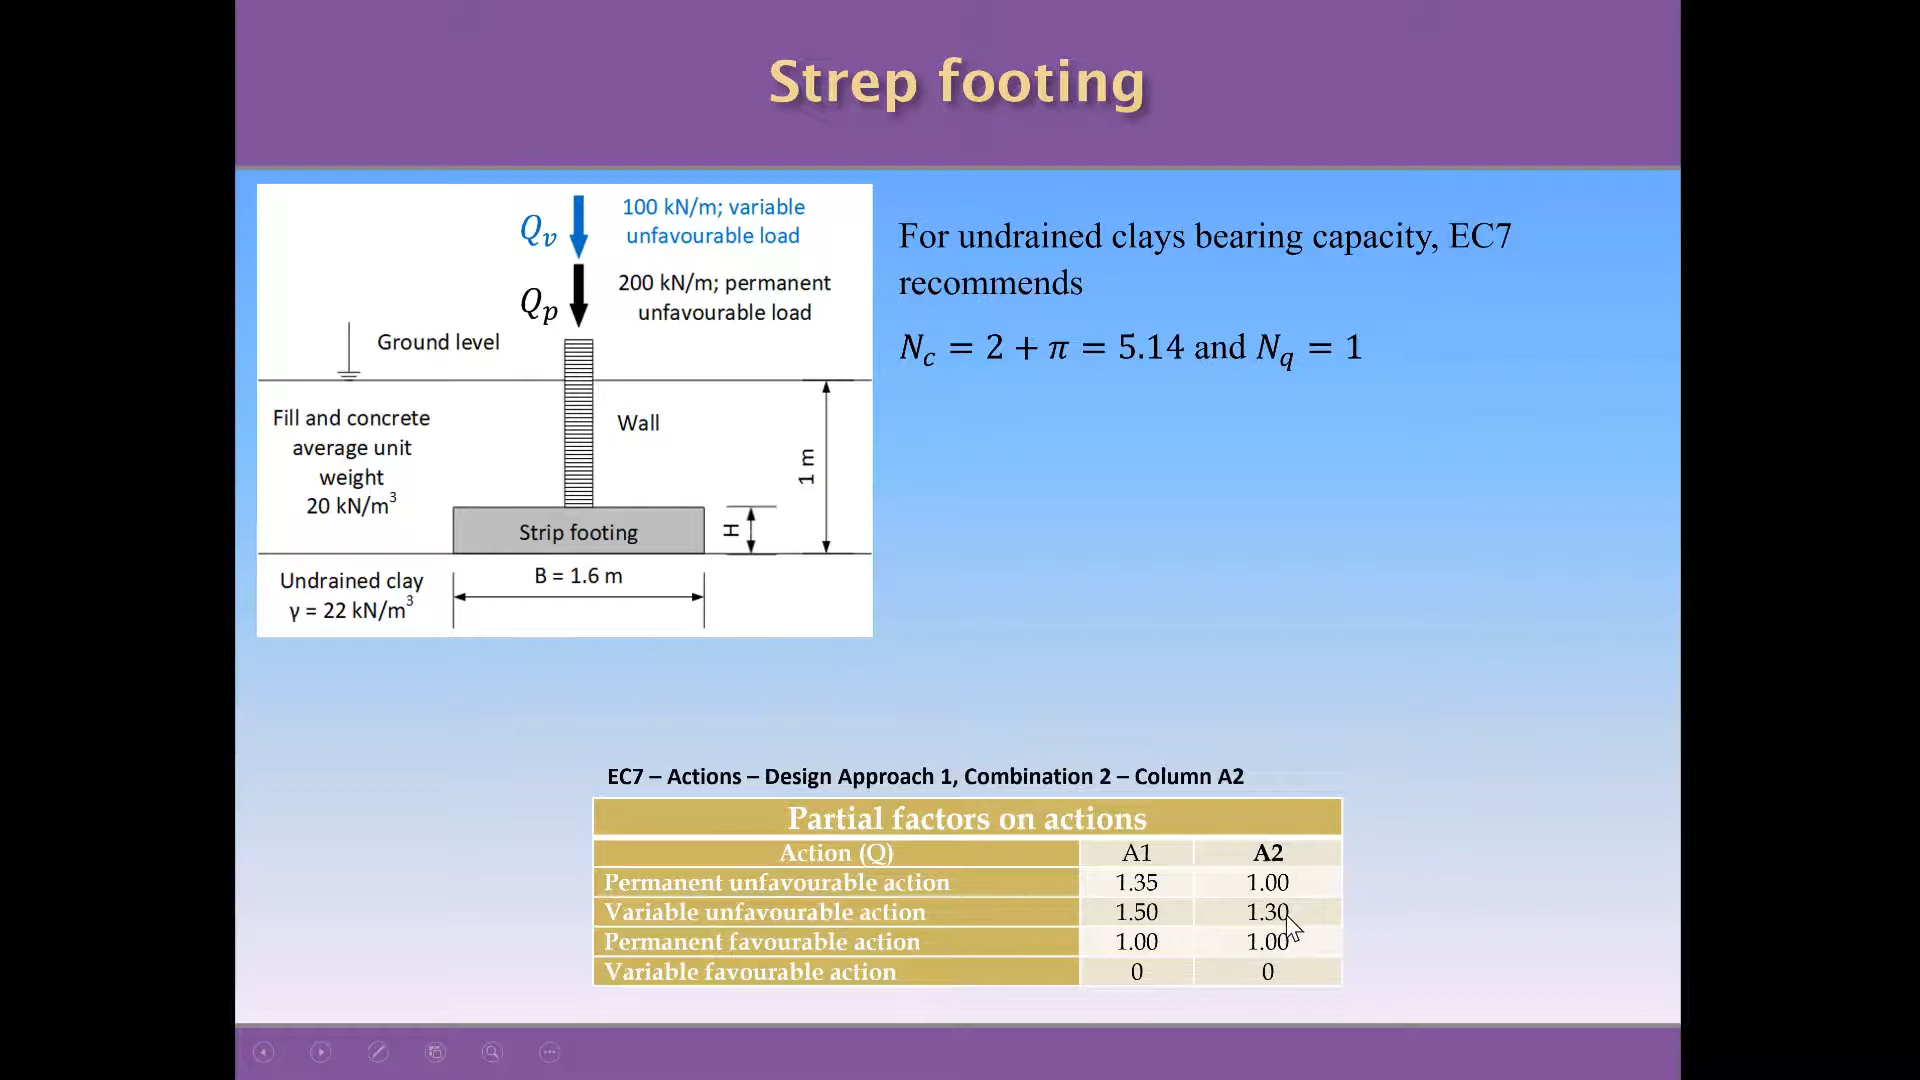 Strep footing
Qv
100 kN/m; variable
unfavourable load
Qp
200 kN/m; permanent
unfavourable load
Ground level
Fill and concrete
average unit
weight
20 kN/m³
Wall
1 m
Strip footing
H
Undrained clay
γ = 22 kN/m³
B = 1.6 m
For undrained clays bearing capacity, EC7
recommends
Nc = 2 + π = 5.14 and Nq = 1
EC7 – Actions – Design Approach 1, Combination 2 – Column A2
Partial factors on actions
Action (Q) A1 A2
Permanent unfavourable action 1.35 1.00
Variable unfavourable action 1.50 1.30
Permanent favourable action 1.00 1.00
Variable favourable action 0 0